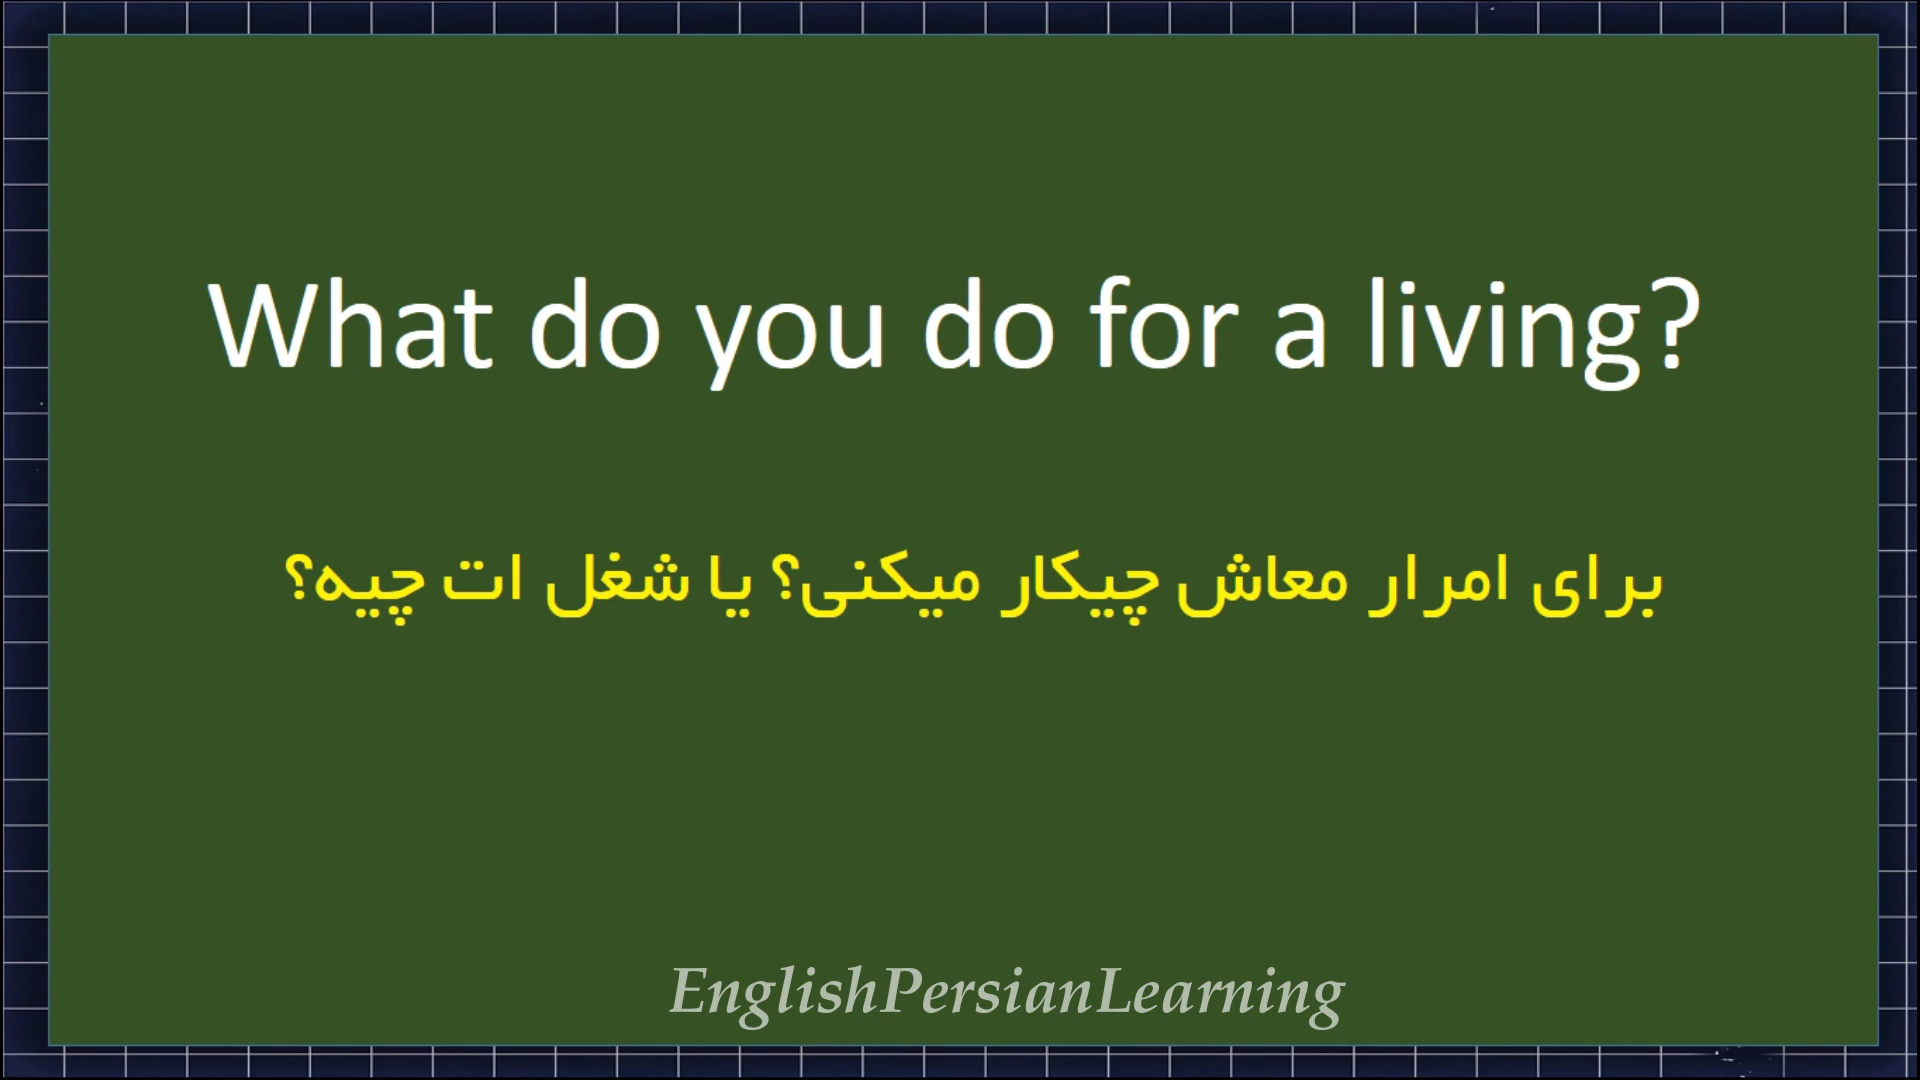 What do you do for a living?
برای امرار معاش چیکار میکنی؟ یا شغل ات چیه؟
EnglishPersianLearning